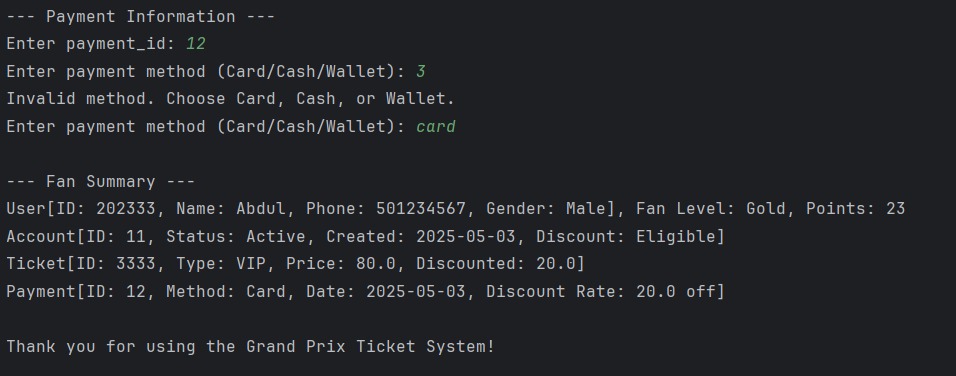 --- Payment Information ---
Enter payment_id: 12
Enter payment method (Card/Cash/Wallet): 3
Invalid method. Choose Card, Cash, or Wallet.
Enter payment method (Card/Cash/Wallet): card
--- Fan Summary ---
User[ID: 202333, Name: Abdul, Phone: 501234567, Gender: Male], Fan Level: Gold, Points: 23
Account[ID: 11, Status: Active, Created: 2025-05-03, Discount: Eligible]
Ticket[ID: 3333, Type: VIP, Price: 80.0, Discounted: 20.0]
Payment[ID: 12, Method: Card, Date: 2025-05-03, Discount Rate: 20.0 off]
Thank you for using the Grand Prix Ticket System!